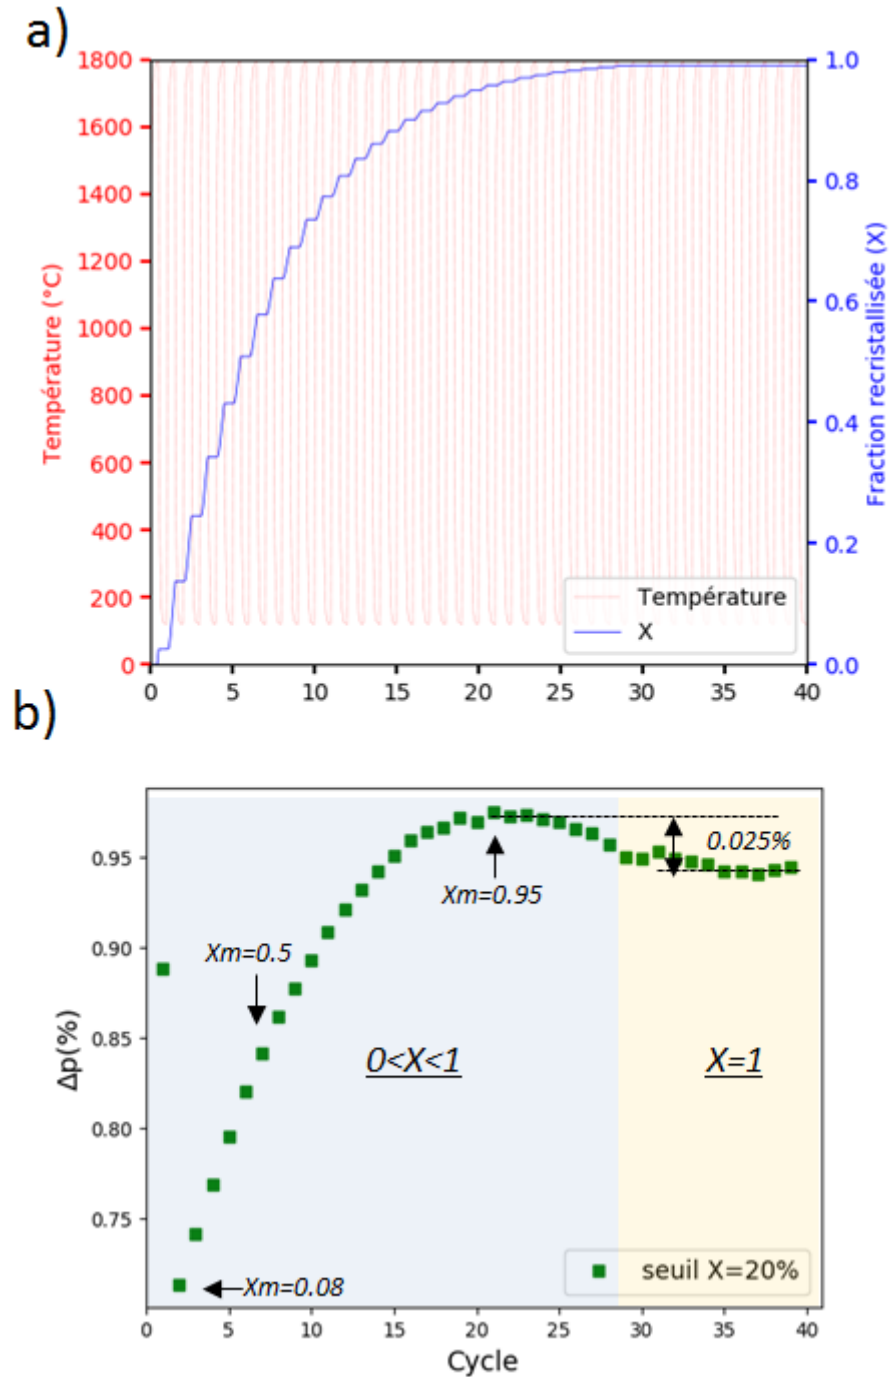 a)
1800
1600
1400
1200
1000
800
600
400
200
0
Température (°C)
1.0
0.8
0.6
0.4
0.2
0.0
Fraction recristallisée (X)
Température
X
0 5 10 15 20 25 30 35 40
b)
0.95
0.90
0.85
0.80
0.75
Δp(%)
0.025%
Xm=0.95
Xm=0.5
0<X<1
X=1
Xm=0.08
seuil X=20%
0 5 10 15 20 25 30 35 40
Cycle